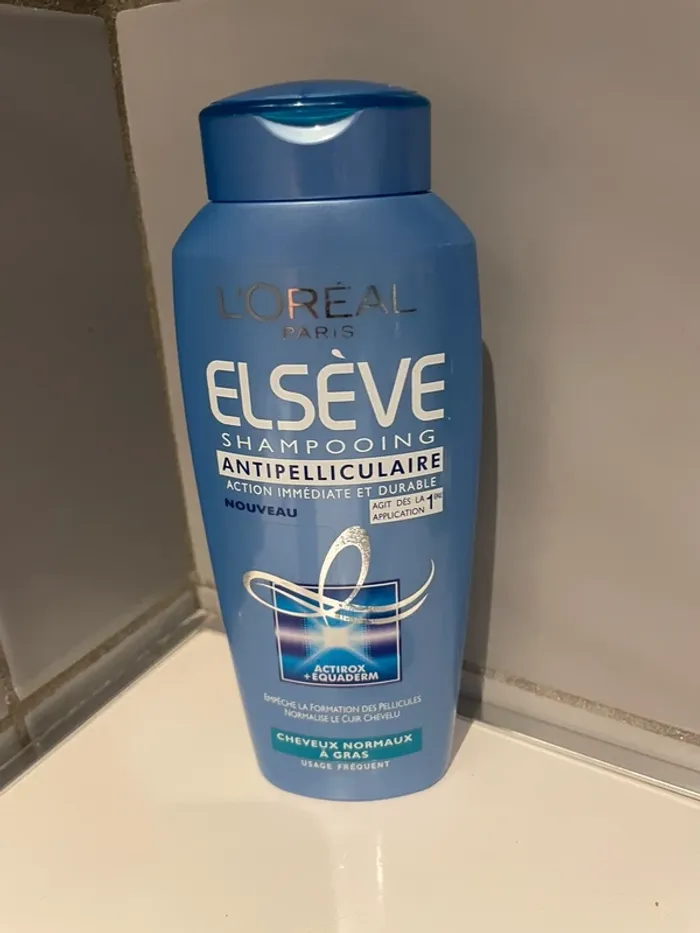 L'ORÉAL
PARIS
ELSÈVE
SHAMPOOING
ANTIPELLICULAIRE
ACTION IMMÉDIATE ET DURABLE
NOUVEAU
AGIT DÈS LA 1ÈRE
APPLICATION
ACTIROX
+EQUADERM
EMPÊCHE LA FORMATION DES PELLICULES
NORMALISE LE CUIR CHEVELU
CHEVEUX NORMAUX
À GRAS
USAGE FRÉQUENT